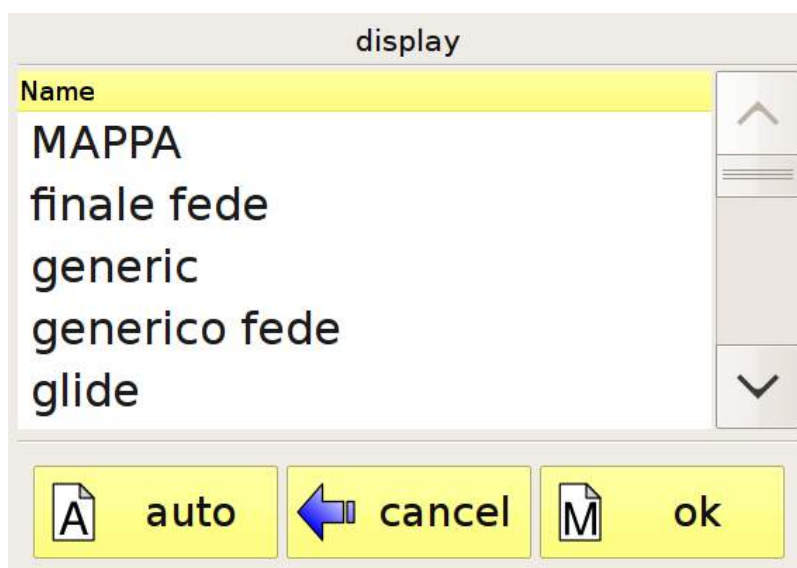 display
Name
MAPPA
finale fede
generic
generico fede
glide
A auto cancel M ok